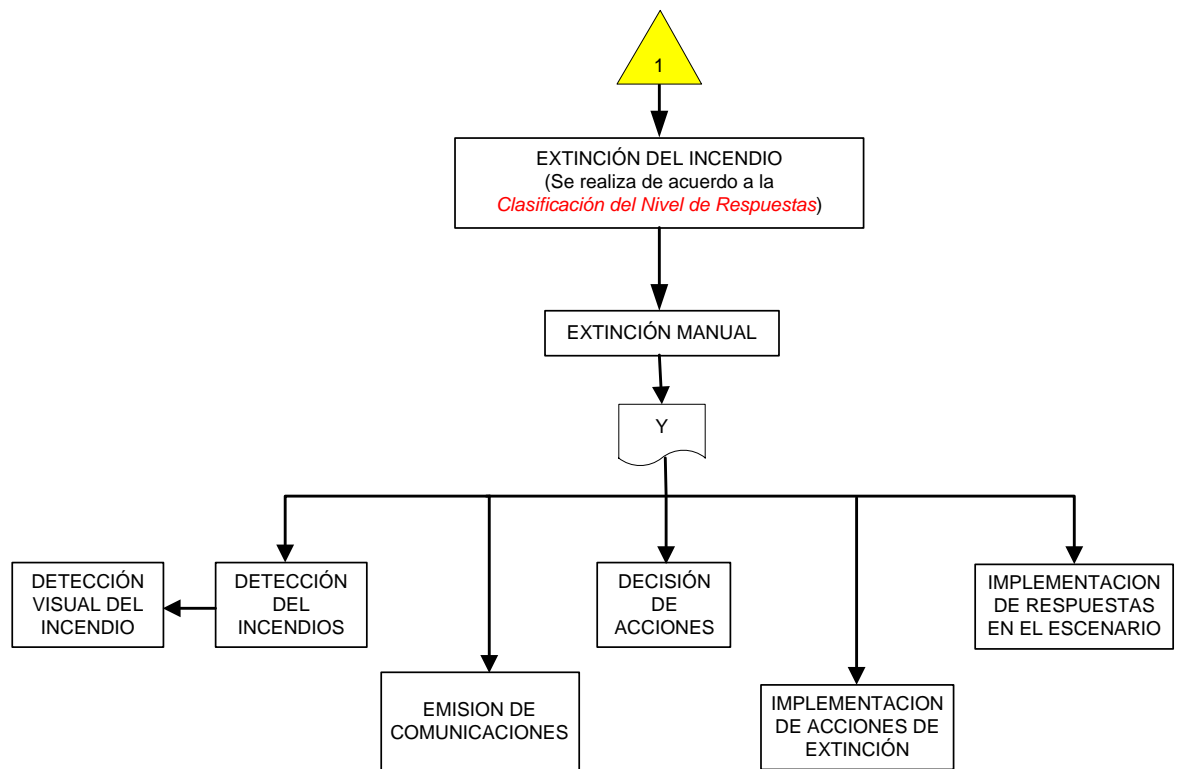 1
EXTINCIÓN DEL INCENDIO
(Se realiza de acuerdo a la
Clasificación del Nivel de Respuestas)
EXTINCIÓN MANUAL
Y
DETECCIÓN
VISUAL DEL
INCENDIO
DETECCIÓN
DEL
INCENDIOS
DECISIÓN
DE
ACCIONES
IMPLEMENTACION
DE RESPUESTAS
EN EL ESCENARIO
EMISION DE
COMUNICACIONES
IMPLEMENTACION
DE ACCIONES DE
EXTINCIÓN